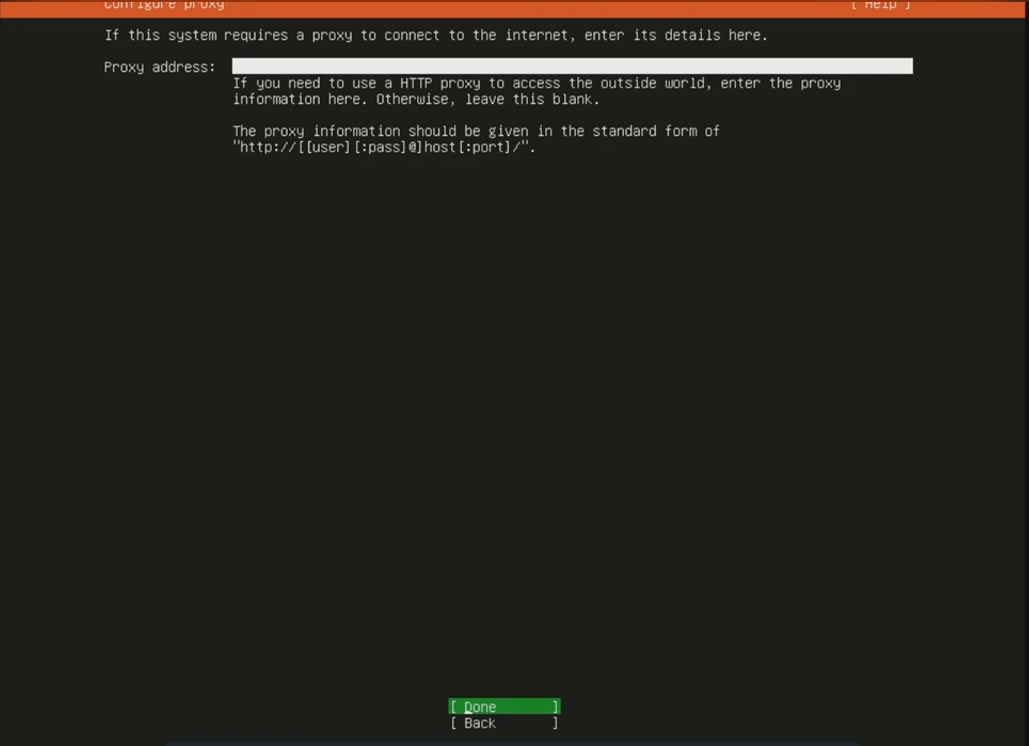 Configure proxy [ Help ]
If this system requires a proxy to connect to the internet, enter its details here.
Proxy address:
If you need to use a HTTP proxy to access the outside world, enter the proxy
information here. Otherwise, leave this blank.
The proxy information should be given in the standard form of
"http://[[user][:pass]@]host[:port]/".
[ Done ]
[ Back ]